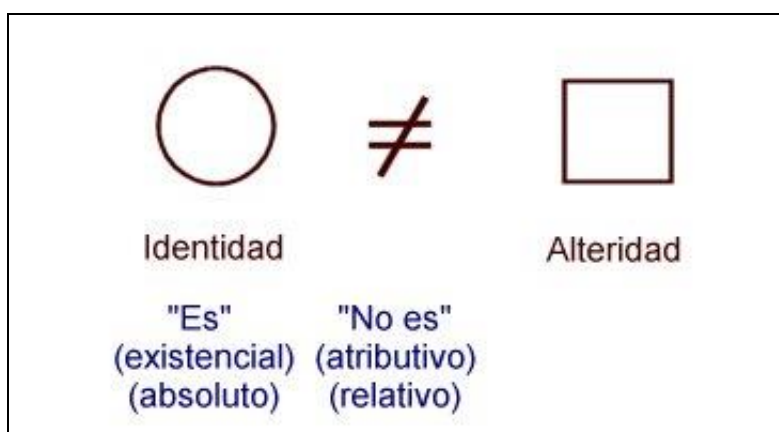 ≠
Identidad
Alteridad
"Es"
"No es"
(existencial)
(atributivo)
(absoluto)
(relativo)